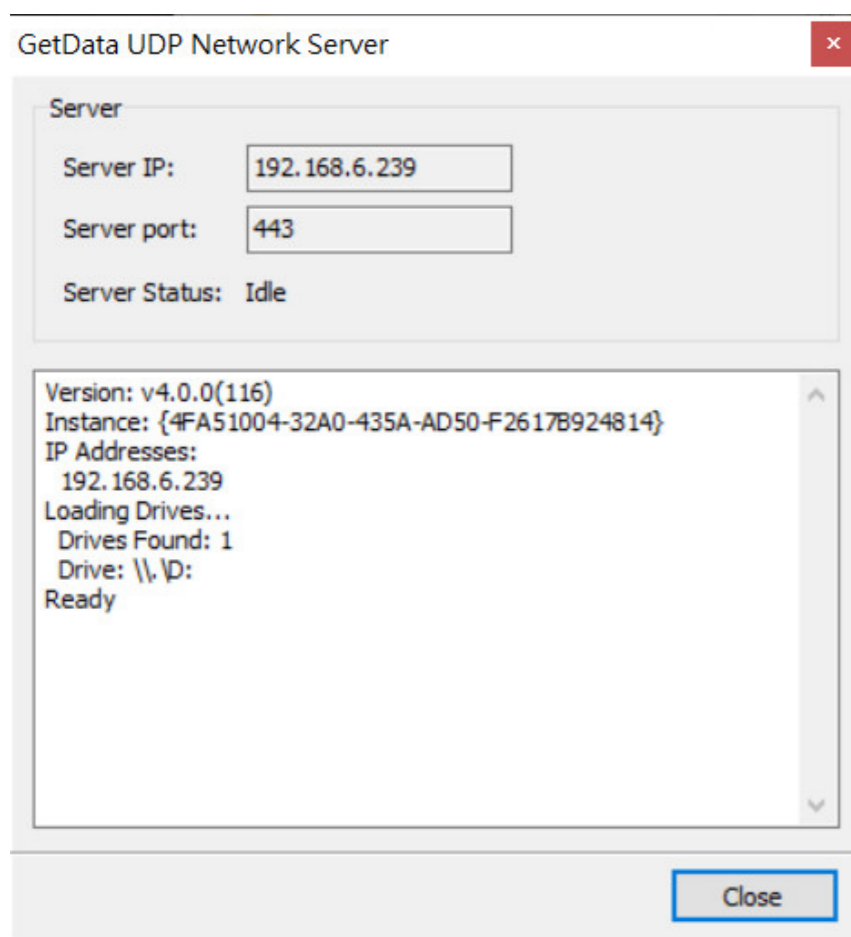 GetData UDP Network Server
Server
Server IP: 192.168.6.239
Server port: 443
Server Status: Idle
Version: v4.0.0(116)
Instance: {4FA51004-32A0-435A-AD50-F2617B924814}
IP Addresses:
192.168.6.239
Loading Drives...
Drives Found: 1
Drive: \\.\D:
Ready
Close